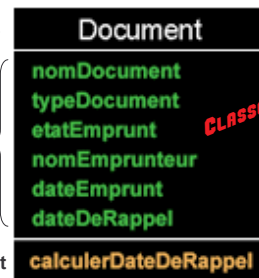 Document
nomDocument
typeDocument
etatEmprunt
nomEmprunteur
dateEmprunt
dateDeRappel
calculerDateDeRappel